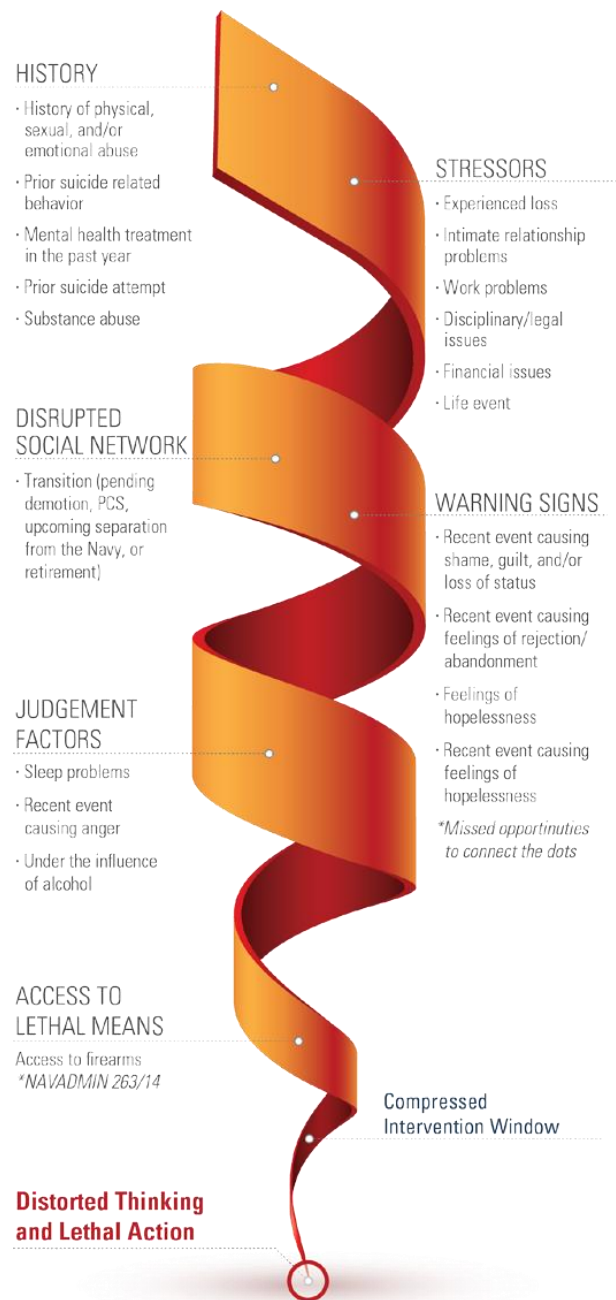 HISTORY
· History of physical,
sexual, and/or
emotional abuse
· Prior suicide related
behavior
· Mental health treatment
in the past year
· Prior suicide attempt
· Substance abuse
STRESSORS
· Experienced loss
· Intimate relationship
problems
· Work problems
· Disciplinary/legal
issues
· Financial issues
· Life event
DISRUPTED
SOCIAL NETWORK
· Transition (pending
demotion, PCS,
upcoming separation
from the Navy, or
retirement)
WARNING SIGNS
· Recent event causing
shame, guilt, and/or
loss of status
· Recent event causing
feelings of rejection/
abandonment
· Feelings of
hopelessness
· Recent event causing
feelings of
hopelessness
*Missed opportinuties
to connect the dots
JUDGEMENT
FACTORS
· Sleep problems
· Recent event
causing anger
· Under the influence
of alcohol
ACCESS TO
LETHAL MEANS
Access to firearms
*NAVADMIN 263/14
Compressed
Intervention Window
Distorted Thinking
and Lethal Action